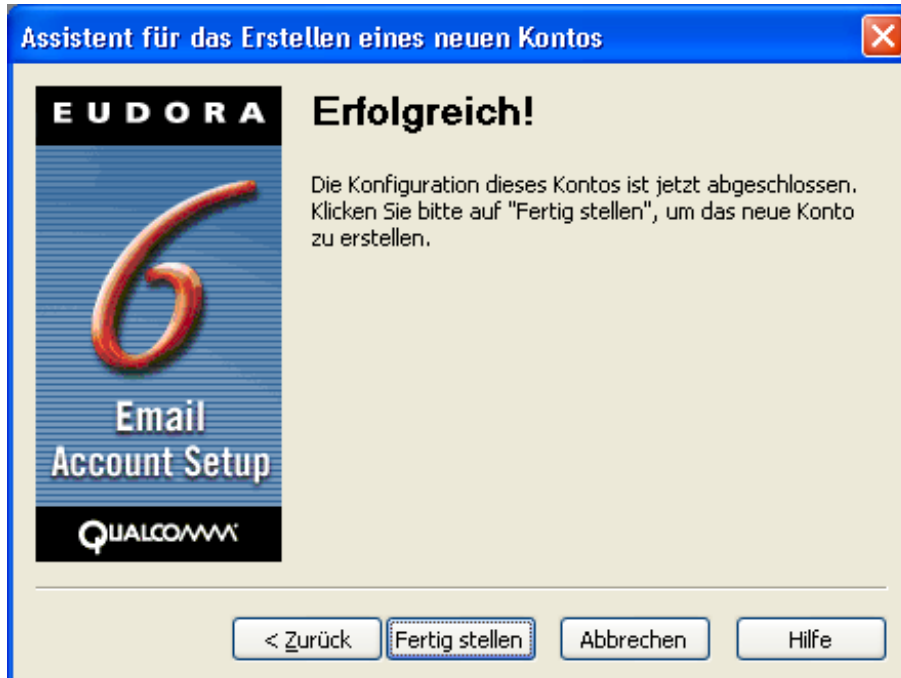 Assistent für das Erstellen eines neuen Kontos
EUDORA
6
Email
Account Setup
QUALCOMM
Erfolgreich!
Die Konfiguration dieses Kontos ist jetzt abgeschlossen.
Klicken Sie bitte auf "Fertig stellen", um das neue Konto
zu erstellen.
< Zurück
Fertig stellen
Abbrechen
Hilfe